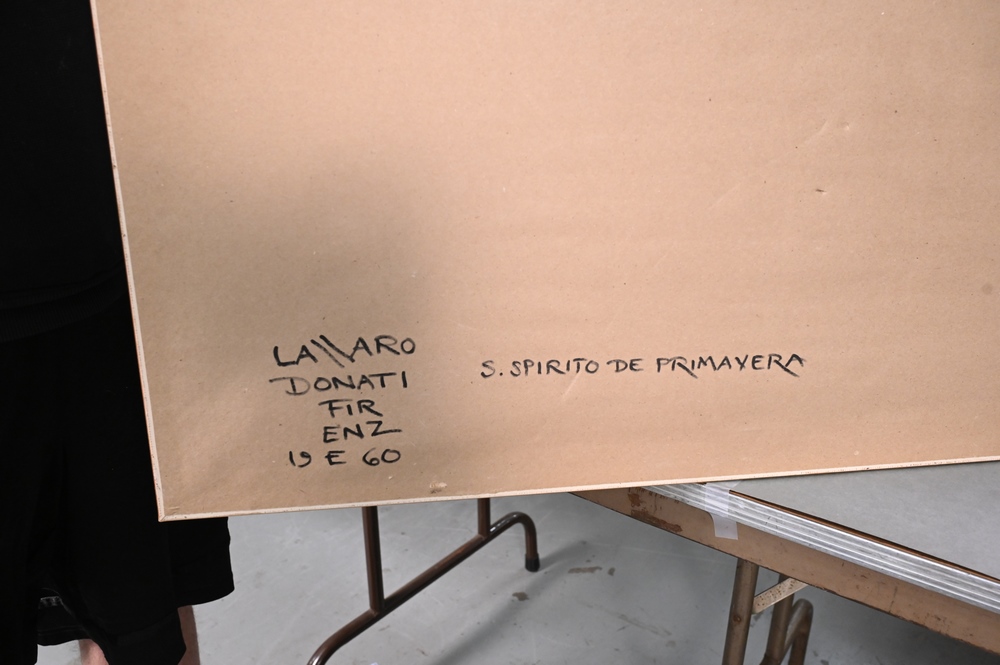 LAZZARO
DONATI
FIR
ENZ
19 E 60
S. SPIRITO DE PRIMAVERA